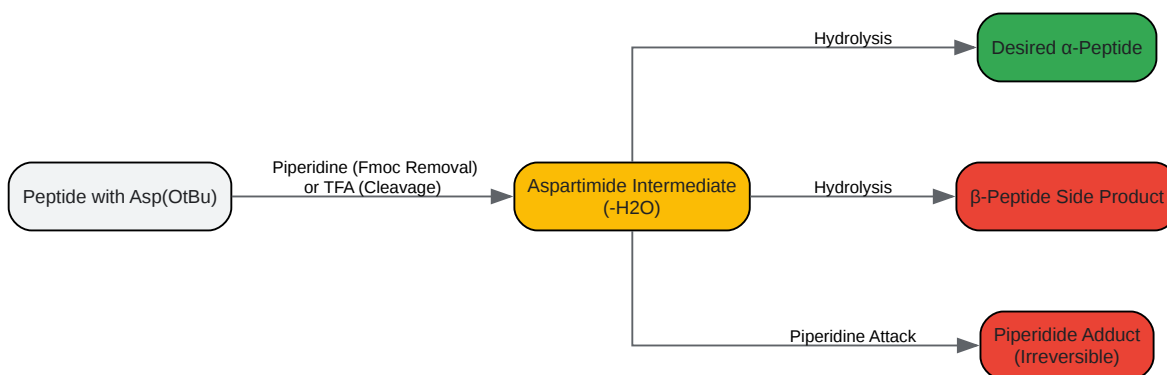 Peptide with Asp(OtBu)
Piperidine (Fmoc Removal)
or TFA (Cleavage)
Aspartimide Intermediate
(-H2O)
Hydrolysis
Desired α-Peptide
Hydrolysis
β-Peptide Side Product
Piperidine Attack
Piperidide Adduct
(Irreversible)